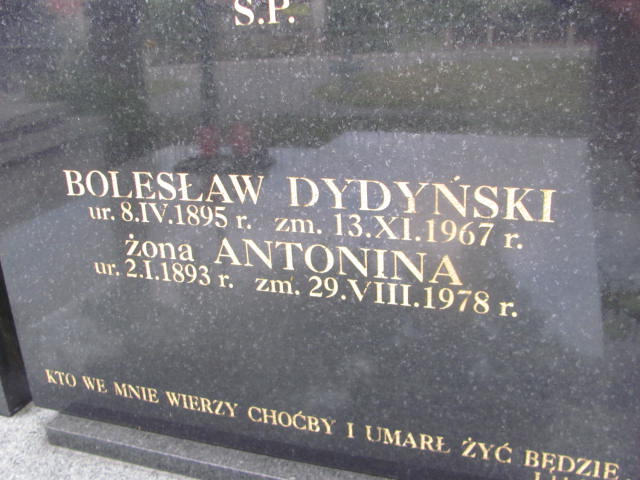 S.P.
BOLESŁAW DYDYŃSKI
ur. 8.IV.1895 r. zm. 13.XI.1967 r.
żona ANTONINA
ur. 2.I.1893 r. zm. 29.VIII.1978 r.
KTO WE MNIE WIERZY CHOĆBY I UMARŁ ŻYĆ BĘDZIE